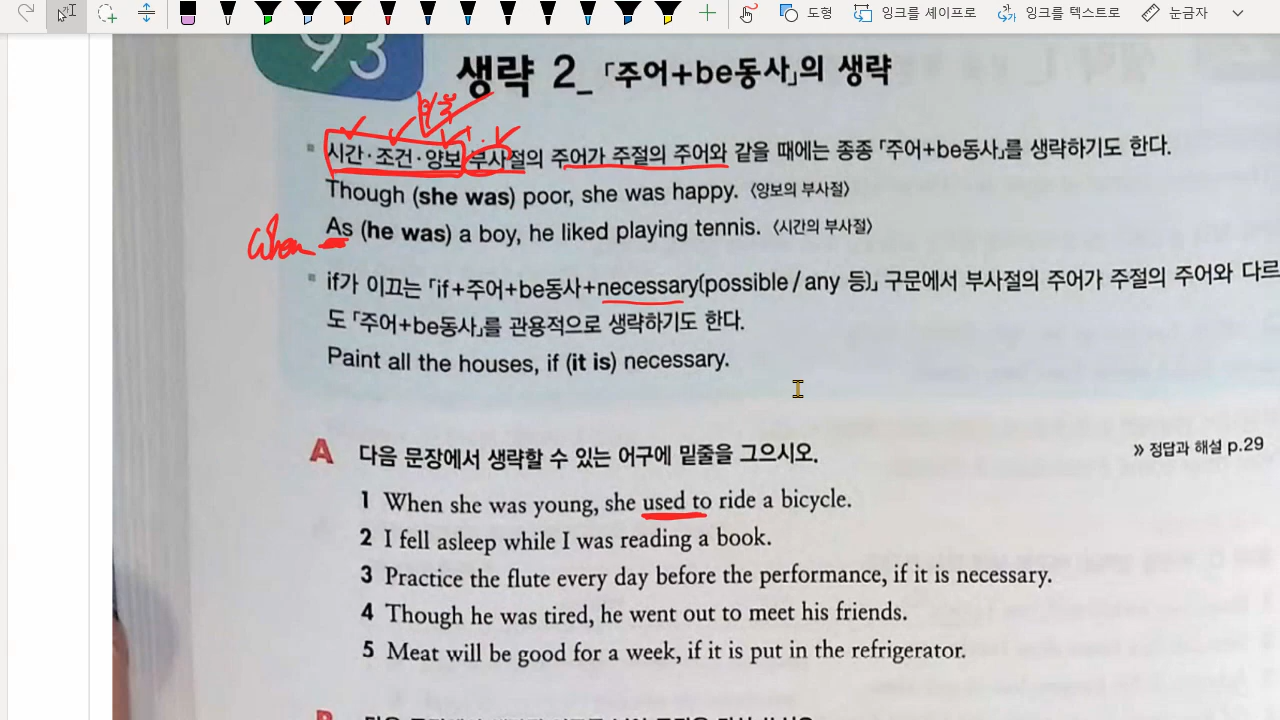 도형
잉크를 셰이프로
잉크를 텍스트로
눈금자
93
생략 2_「주어+be동사」의 생략
시간·조건·양보 부사절의 주어가 주절의 주어와 같을 때에는 종종 「주어+be동사」를 생략하기도 한다.
Though (she was) poor, she was happy. 〈양보의 부사절〉
When
As (he was) a boy, he liked playing tennis. 〈시간의 부사절〉
if가 이끄는 「if+주어+be동사+necessary(possible / any 등)」 구문에서 부사절의 주어가 주절의 주어와 다르
도 「주어+be동사」를 관용적으로 생략하기도 한다.
Paint all the houses, if (it is) necessary.
A 다음 문장에서 생략할 수 있는 어구에 밑줄을 그으시오.
» 정답과 해설 p.29
1 When she was young, she used to ride a bicycle.
2 I fell asleep while I was reading a book.
3 Practice the flute every day before the performance, if it is necessary.
4 Though he was tired, he went out to meet his friends.
5 Meat will be good for a week, if it is put in the refrigerator.